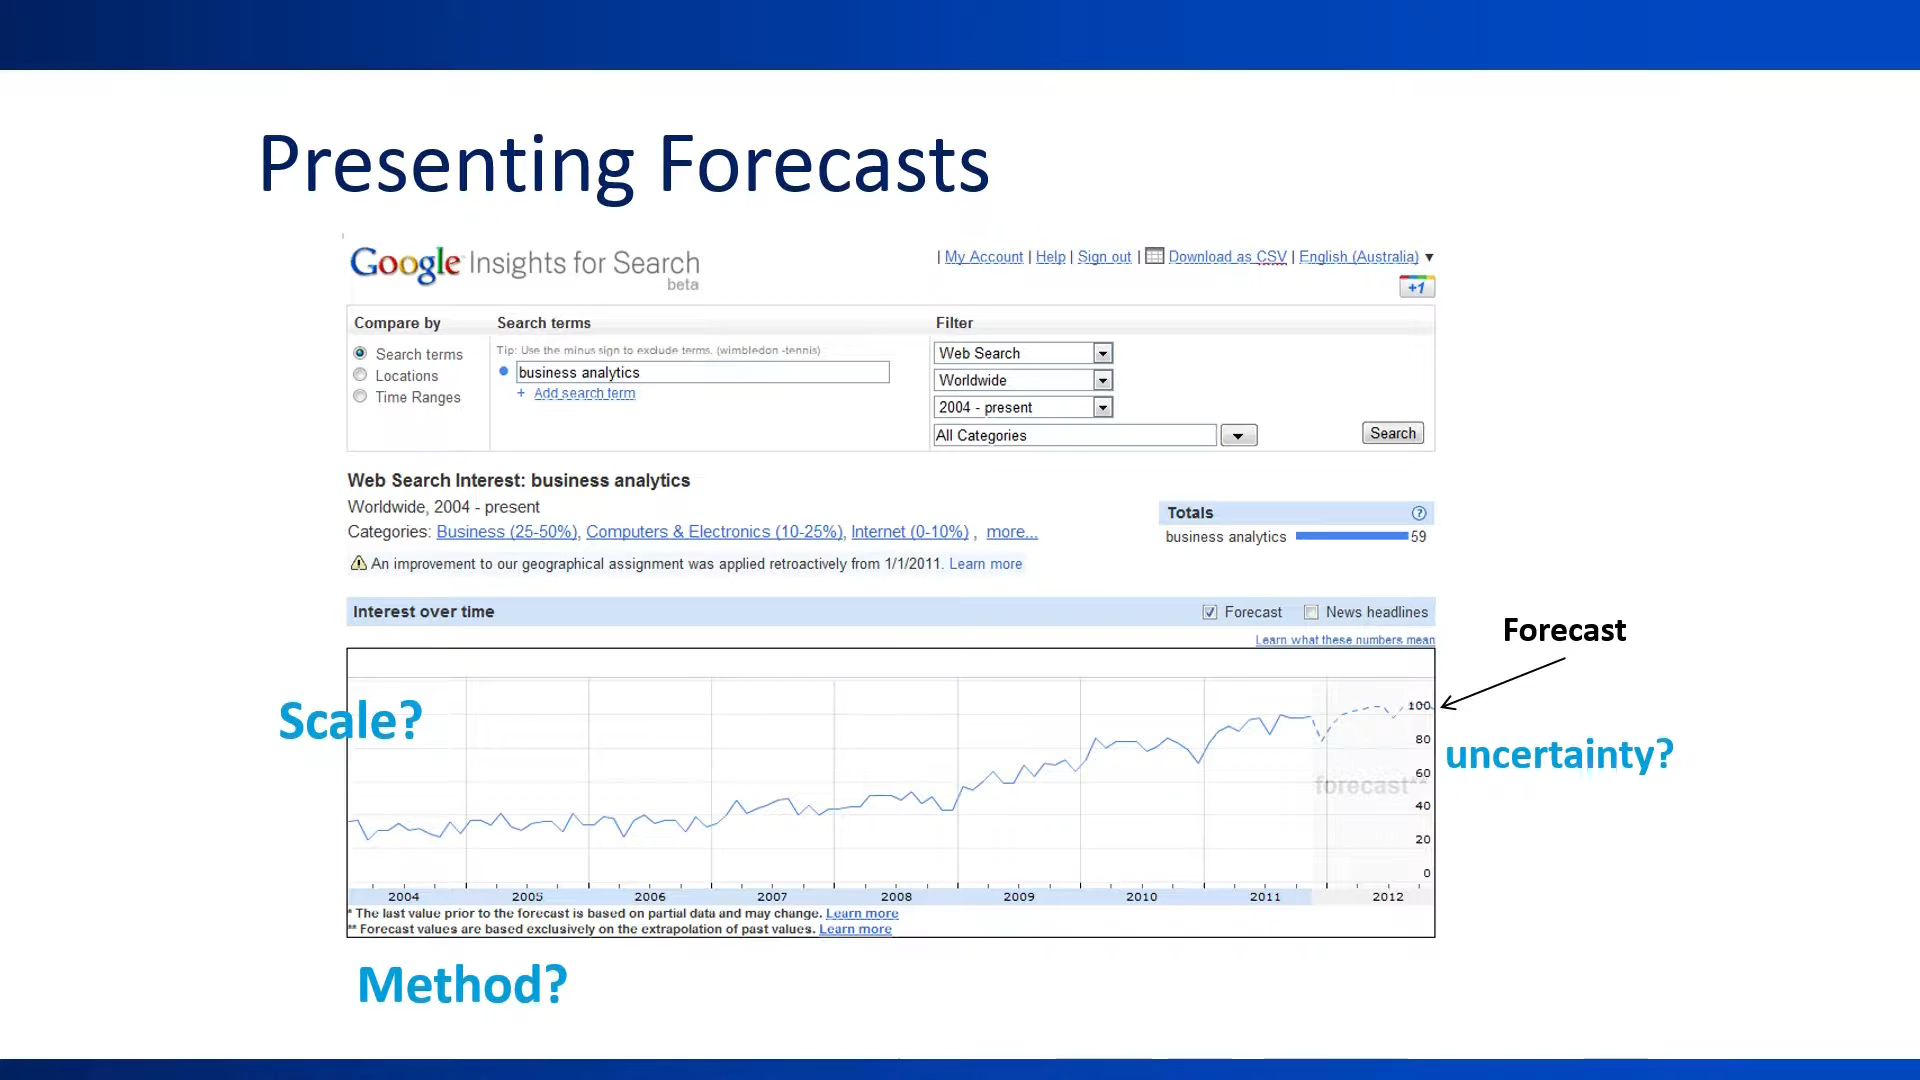 Presenting Forecasts
Google Insights for Search
beta
| My Account | Help | Sign out | Download as CSV | English (Australia) ▼
+1
Compare by
Search terms
Filter
Search terms
Locations
Time Ranges
Tip: Use the minus sign to exclude terms. (wimbledon -tennis)
business analytics
+ Add search term
Web Search
Worldwide
2004 - present
All Categories
Search
Web Search Interest: business analytics
Worldwide, 2004 - present
Categories: Business (25-50%), Computers & Electronics (10-25%), Internet (0-10%) , more...
An improvement to our geographical assignment was applied retroactively from 1/1/2011. Learn more
Totals ?
business analytics 59
Interest over time
Forecast
News headlines
Learn what these numbers mean
Forecast
Scale?
uncertainty?
100
80
60
40
20
0
forecast**
2004 2005 2006 2007 2008 2009 2010 2011 2012
* The last value prior to the forecast is based on partial data and may change. Learn more
** Forecast values are based exclusively on the extrapolation of past values. Learn more
Method?